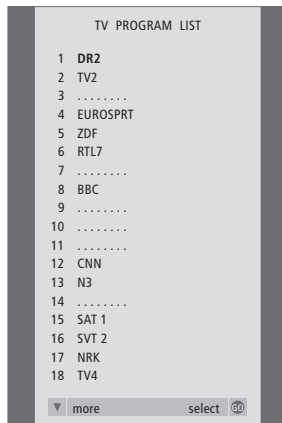 TV PROGRAM LIST
1 DR2
2 TV2
3 ........
4 EUROSPRT
5 ZDF
6 RTL7
7 ........
8 BBC
9 ........
10 ........
11 ........
12 CNN
13 N3
14 ........
15 SAT 1
16 SVT 2
17 NRK
18 TV4
▼ more select GO